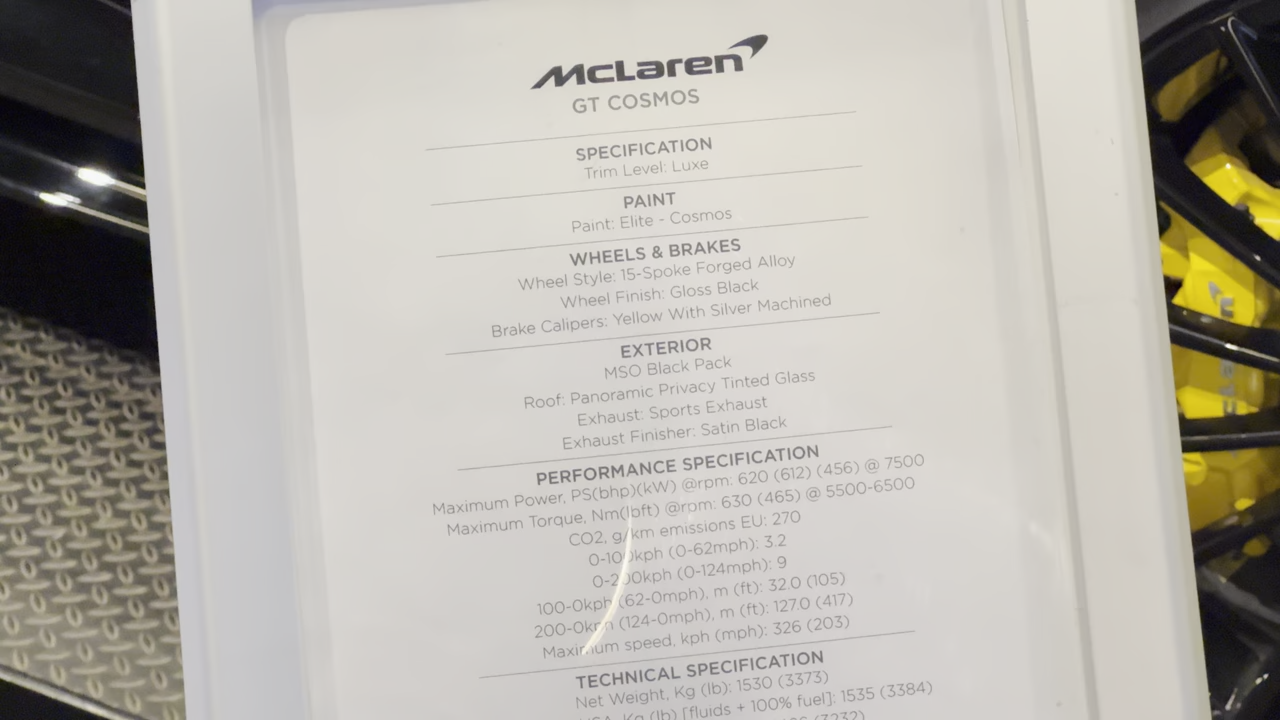 McLaren
GT COSMOS
SPECIFICATION
Trim Level: Luxe
PAINT
Paint: Elite - Cosmos
WHEELS & BRAKES
Wheel Style: 15-Spoke Forged Alloy
Wheel Finish: Gloss Black
Brake Calipers: Yellow With Silver Machined
EXTERIOR
MSO Black Pack
Roof: Panoramic Privacy Tinted Glass
Exhaust: Sports Exhaust
Exhaust Finisher: Satin Black
PERFORMANCE SPECIFICATION
Maximum Power, PS(bhp)(kW) @rpm: 620 (612) (456) @ 7500
Maximum Torque, Nm(lbft) @rpm: 630 (465) @ 5500-6500
CO2, g/km emissions EU: 270
0-100kph (0-62mph): 3.2
0-200kph (0-124mph): 9
100-0kph (62-0mph), m (ft): 32.0 (105)
200-0kph (124-0mph), m (ft): 127.0 (417)
Maximum speed, kph (mph): 326 (203)
TECHNICAL SPECIFICATION
Net Weight, Kg (lb): 1530 (3373)
Kg (lb) [fluids + 100% fuel]: 1535 (3384)
(3232)